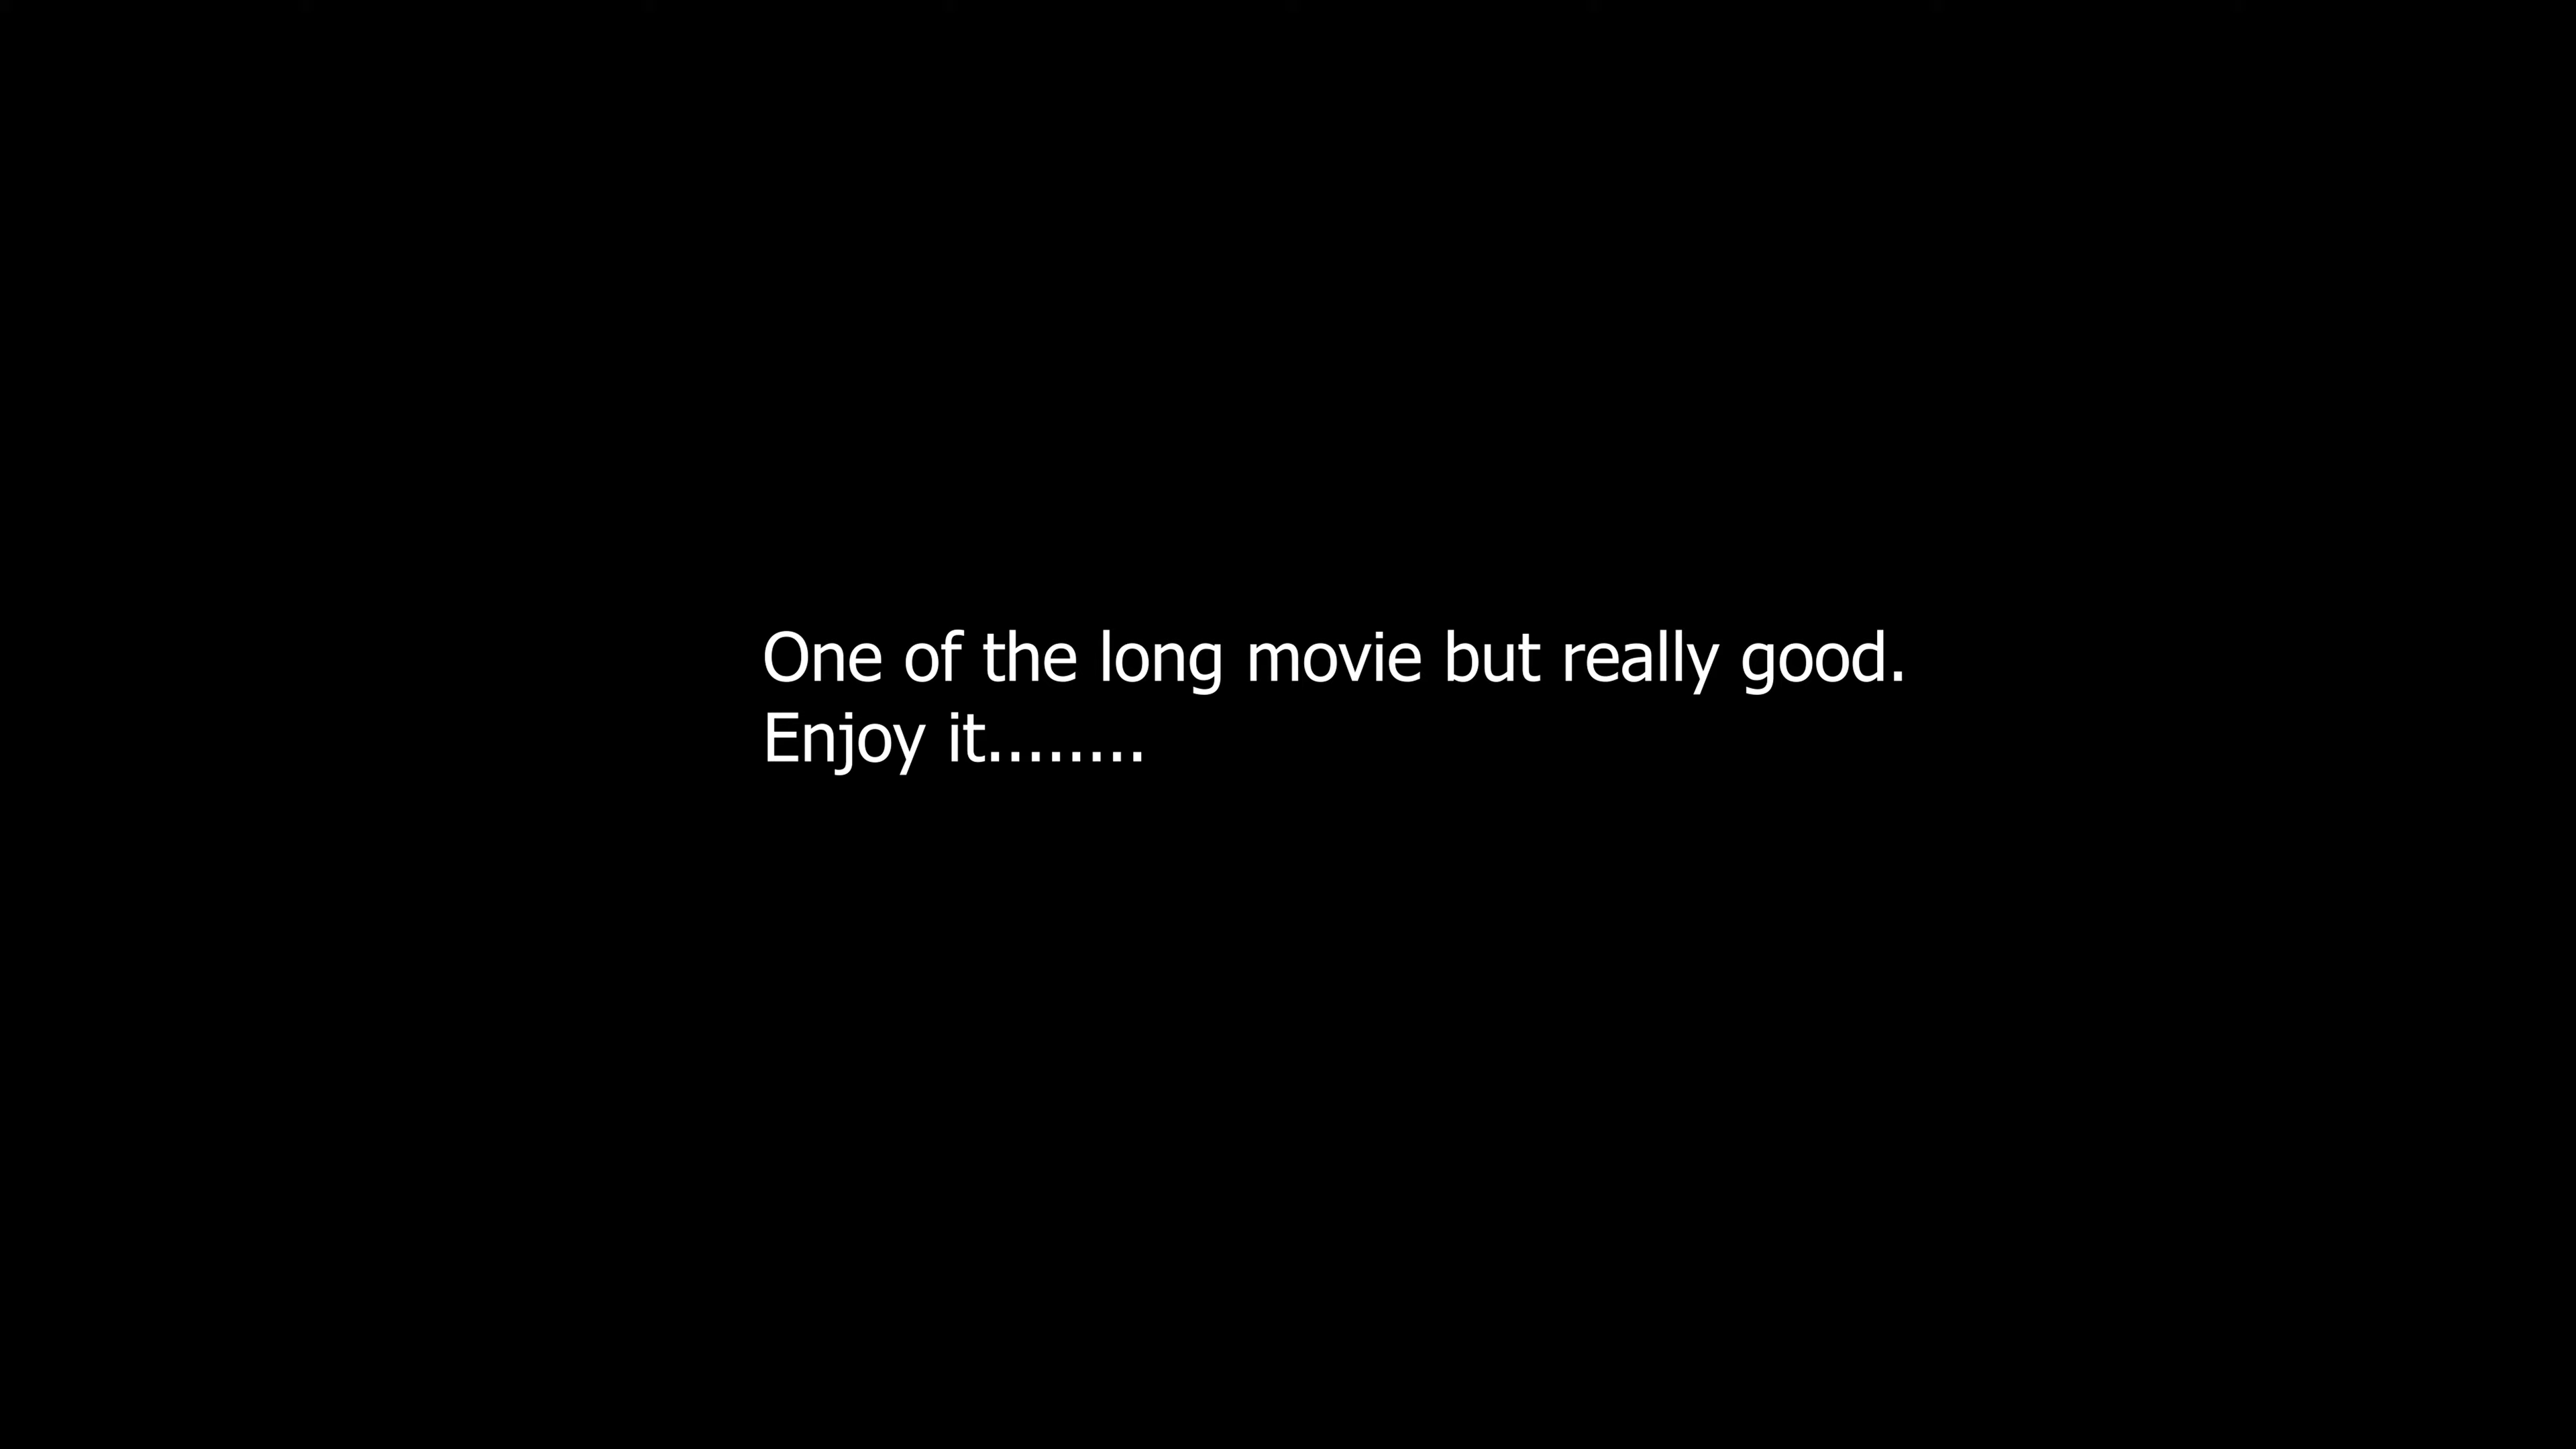 One of the long movie but really good.
Enjoy it........